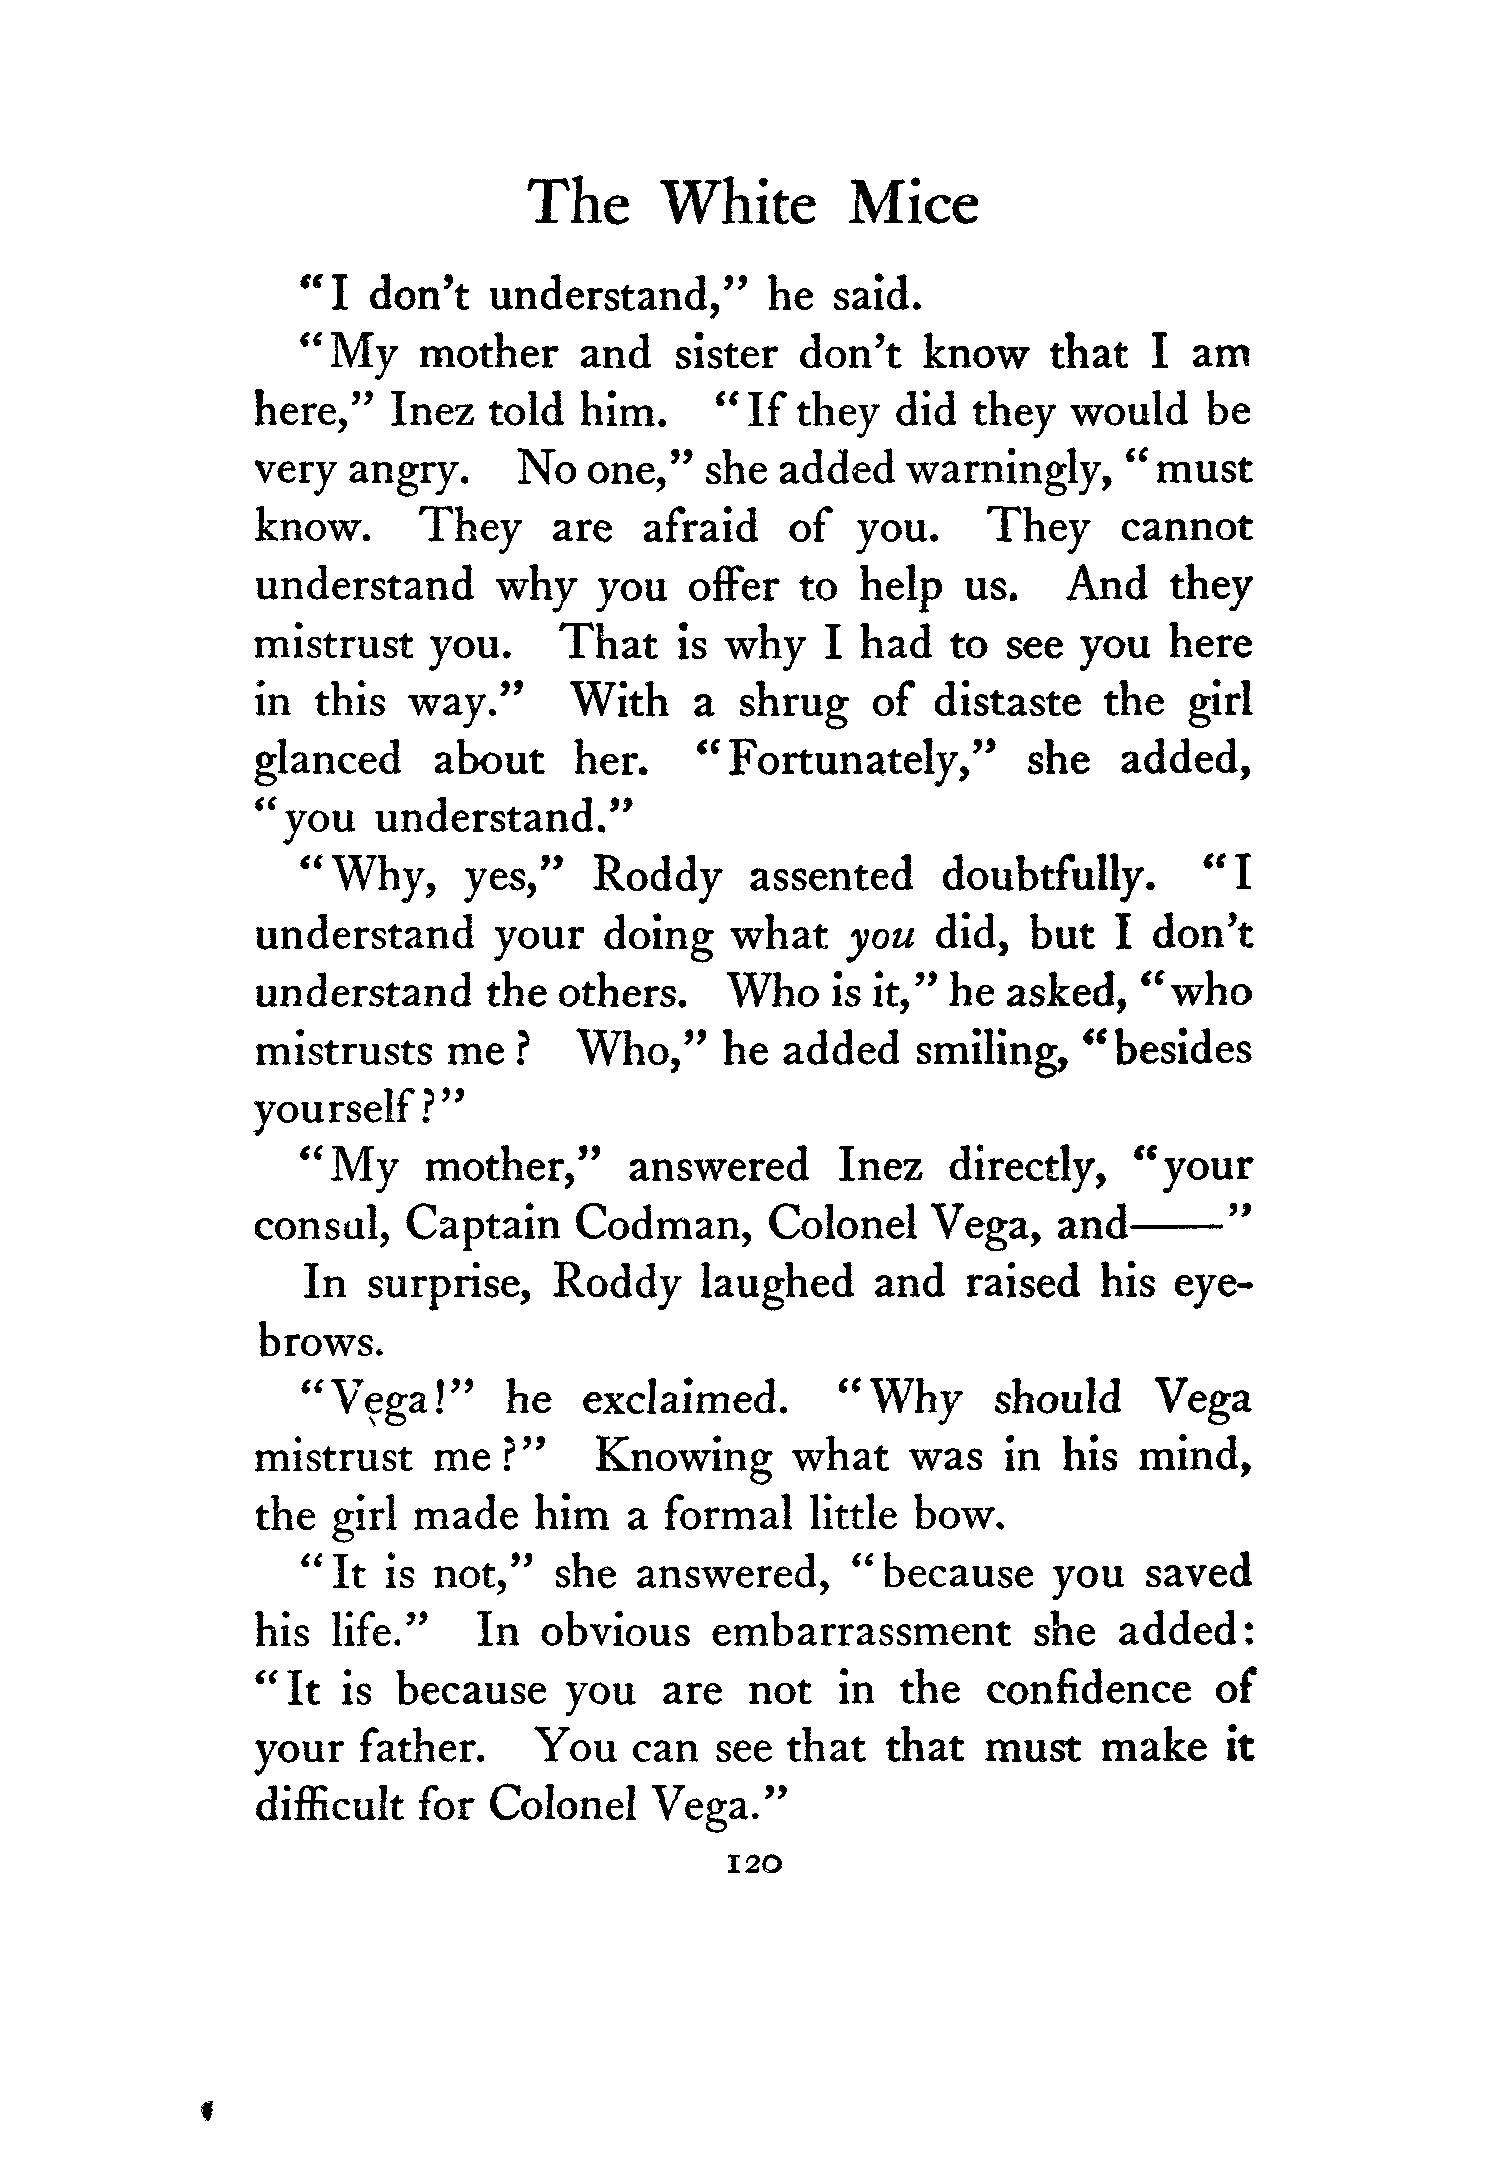 The White Mice
“I don’t understand,” he said.
“My mother and sister don’t know that I am
here,” Inez told him. “If they did they would be
very angry. No one,” she added warningly, “must
know. They are afraid of you. They cannot
understand why you offer to help us. And they
mistrust you. That is why I had to see you here
in this way.” With a shrug of distaste the girl
glanced about her. “Fortunately,” she added,
“you understand.”
“Why, yes,” Roddy assented doubtfully. “I
understand your doing what you did, but I don’t
understand the others. Who is it,” he asked, “who
mistrusts me? Who,” he added smiling, “besides
yourself?”
“My mother,” answered Inez directly, “your
consul, Captain Codman, Colonel Vega, and——”
In surprise, Roddy laughed and raised his eye-
brows.
“Vega!” he exclaimed. “Why should Vega
mistrust me?” Knowing what was in his mind,
the girl made him a formal little bow.
“It is not,” she answered, “because you saved
his life.” In obvious embarrassment she added:
“It is because you are not in the confidence of
your father. You can see that that must make it
difficult for Colonel Vega.”
120